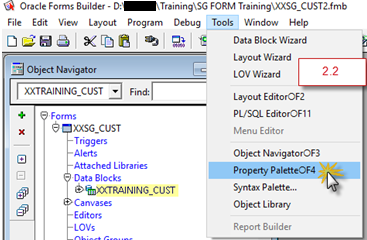 Oracle Forms Builder - D:\ \Training\SG FORM Training\XXSG_CUST2.fmb
File Edit View Layout Program Debug Tools Window Help
Data Block Wizard
Layout Wizard
LOV Wizard
2.2
Layout EditorOF2
PL/SQL EditorOF11
Menu Editor
Object NavigatorOF3
Property PaletteOF4
Syntax Palette...
Object Library
Report Builder
Object Navigator
XXTRAINING_CUST Find:
Forms
XXSG_CUST
Triggers
Alerts
Attached Libraries
Data Blocks
XXTRAINING_CUST
Canvases
Editors
LOVs
Object Groups